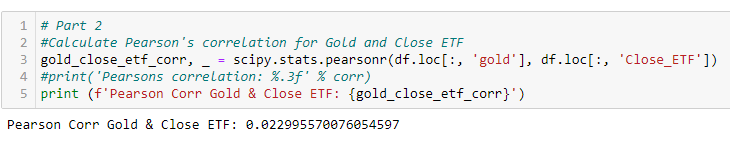 1 # Part 2
2 #Calculate Pearson's correlation for Gold and Close ETF
3 gold_close_etf_corr, _ = scipy.stats.pearsonr(df.loc[:, 'gold'], df.loc[:, 'Close_ETF'])
4 #print('Pearsons correlation: %.3f' % corr)
5 print (f'Pearson Corr Gold & Close ETF: {gold_close_etf_corr}')
Pearson Corr Gold & Close ETF: 0.022995570076054597